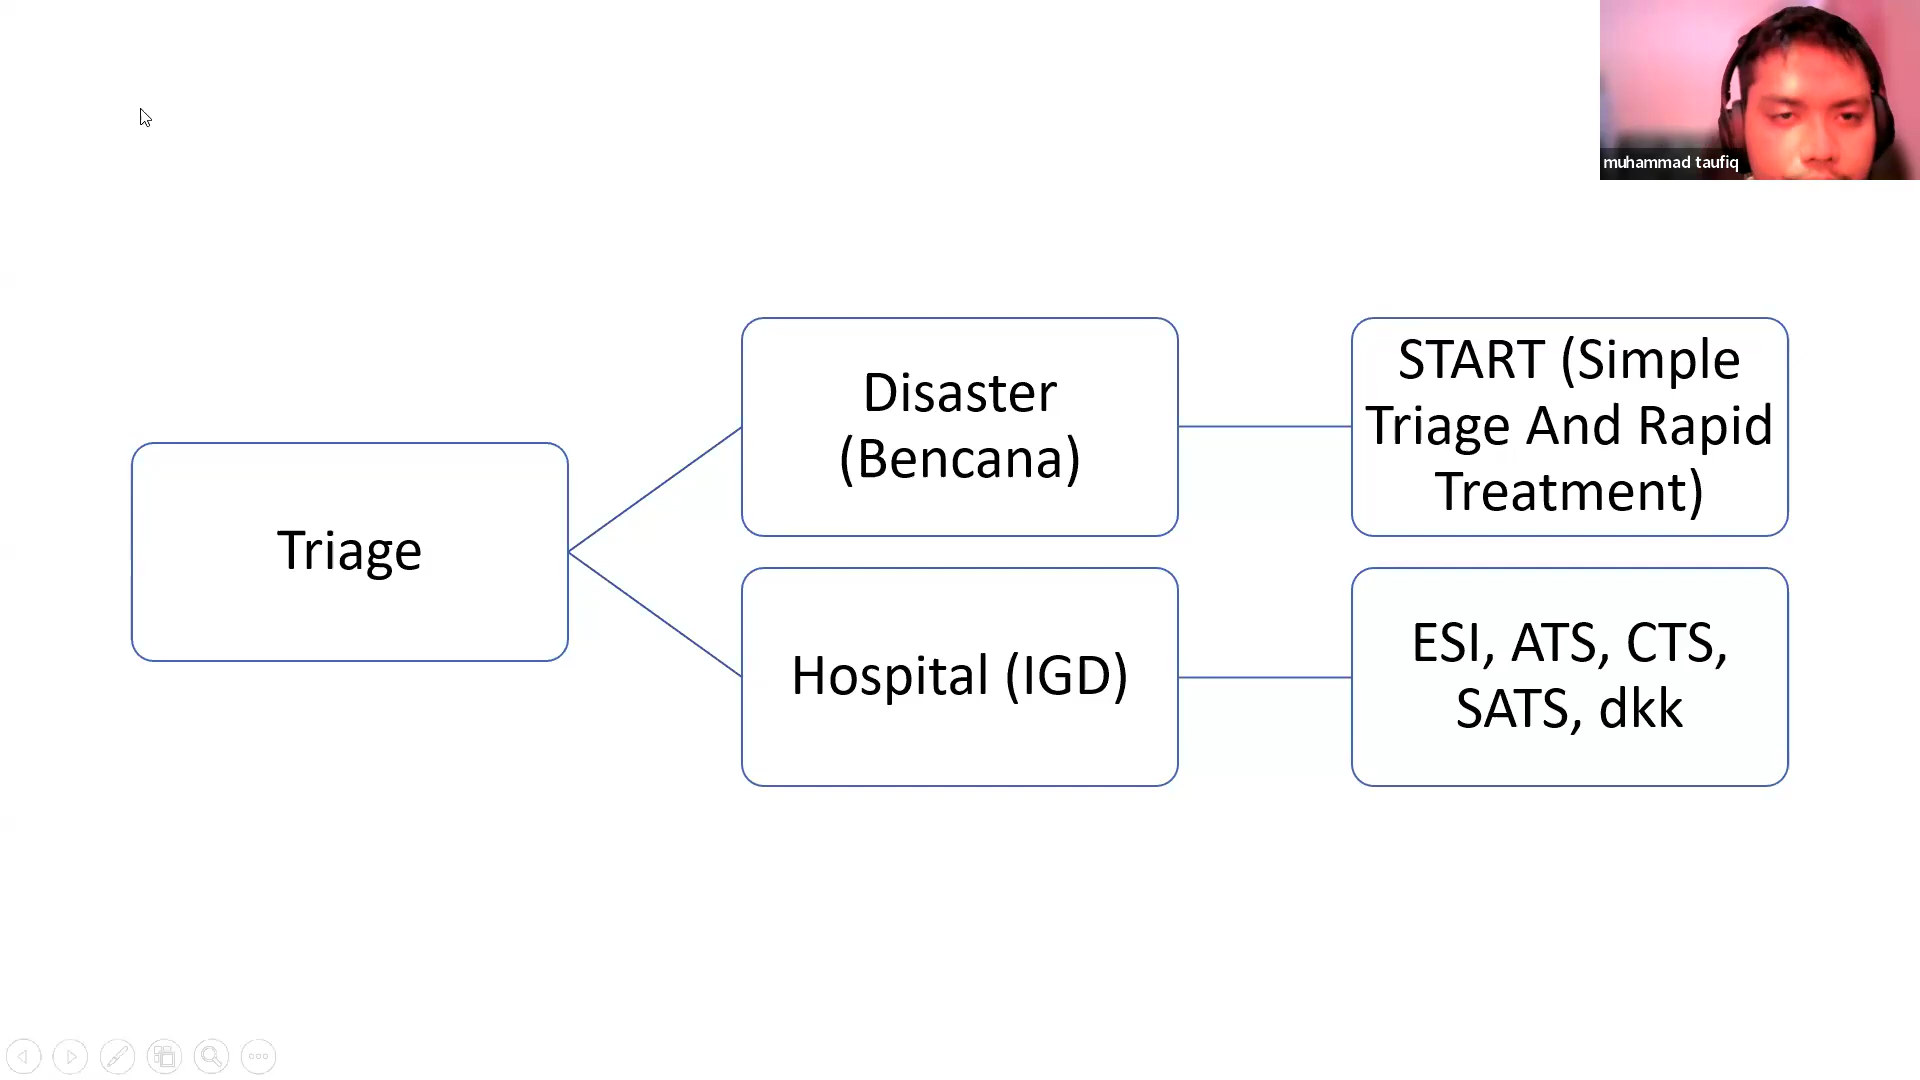 muhammad taufiq
Triage
Disaster
(Bencana)
START (Simple
Triage And Rapid
Treatment)
Hospital (IGD)
ESI, ATS, CTS,
SATS, dkk